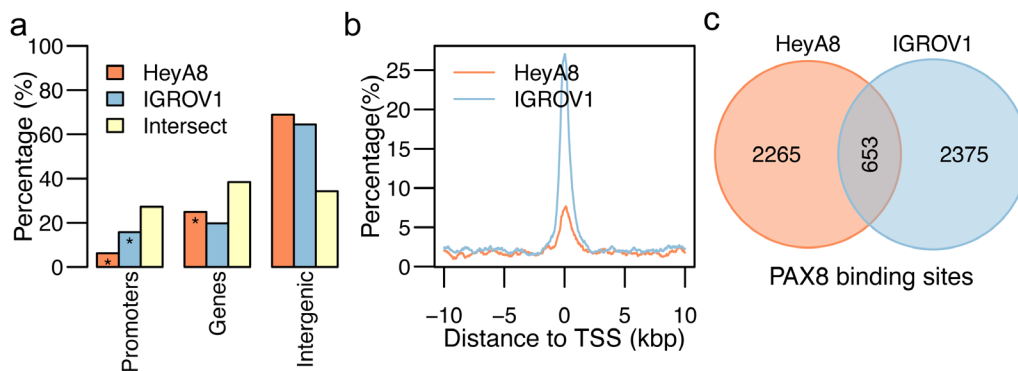 a
100
80
60
40
20
0
Percentage (%)
HeyA8
IGROV1
Intersect
*
*
*
Promoters
Genes
Intergenic
b
25
20
15
10
5
0
Percentage(%)
HeyA8
IGROV1
−10
−5
0
5
10
Distance to TSS (kbp)
c
HeyA8
IGROV1
2265
653
2375
PAX8 binding sites